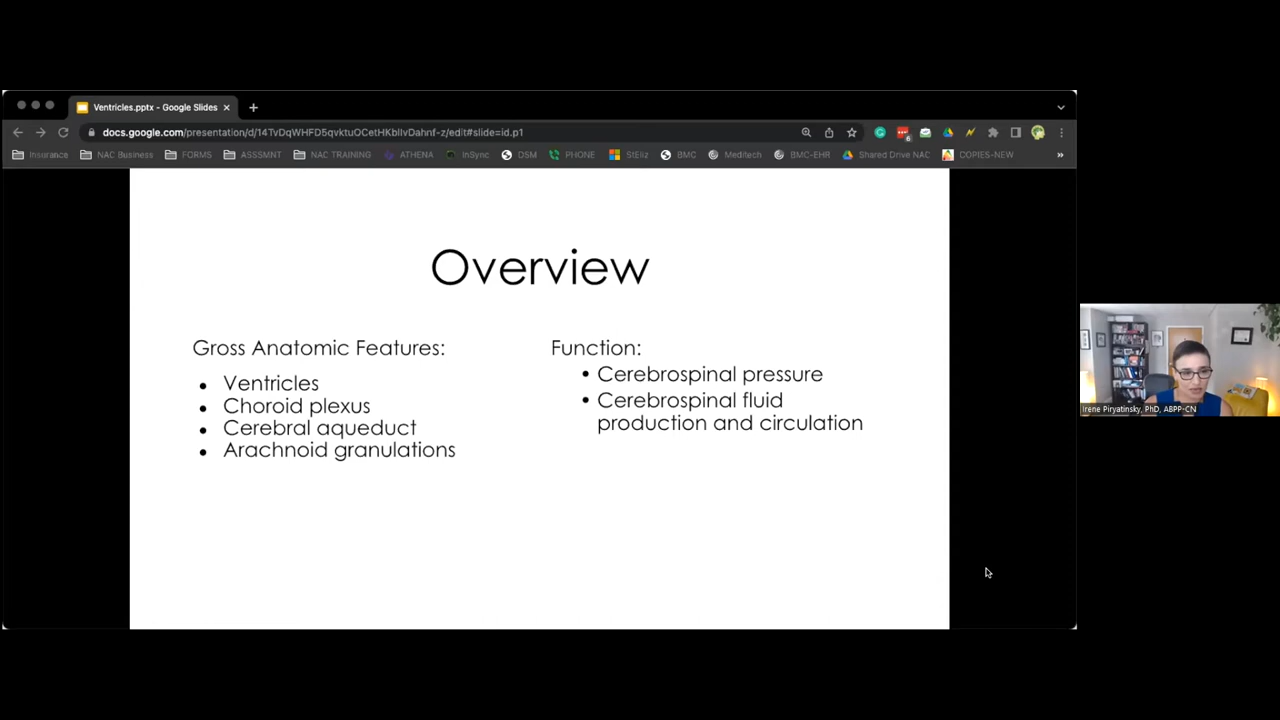 Ventricles.pptx - Google Slides
docs.google.com/presentation/d/14TvDqWHFD5qvktuOCetHKbIIvDahnf-z/edit#slide=id.p1
Insurance NAC Business FORMS ASSSMNT NAC TRAINING ATHENA InSync DSM PHONE StEliz BMC Meditech BMC-EHR Shared Drive NAC COPIES-NEW
Overview
Gross Anatomic Features:
• Ventricles
• Choroid plexus
• Cerebral aqueduct
• Arachnoid granulations
Function:
• Cerebrospinal pressure
• Cerebrospinal fluid
production and circulation
Irene Piryatinsky, PhD, ABPP-CN